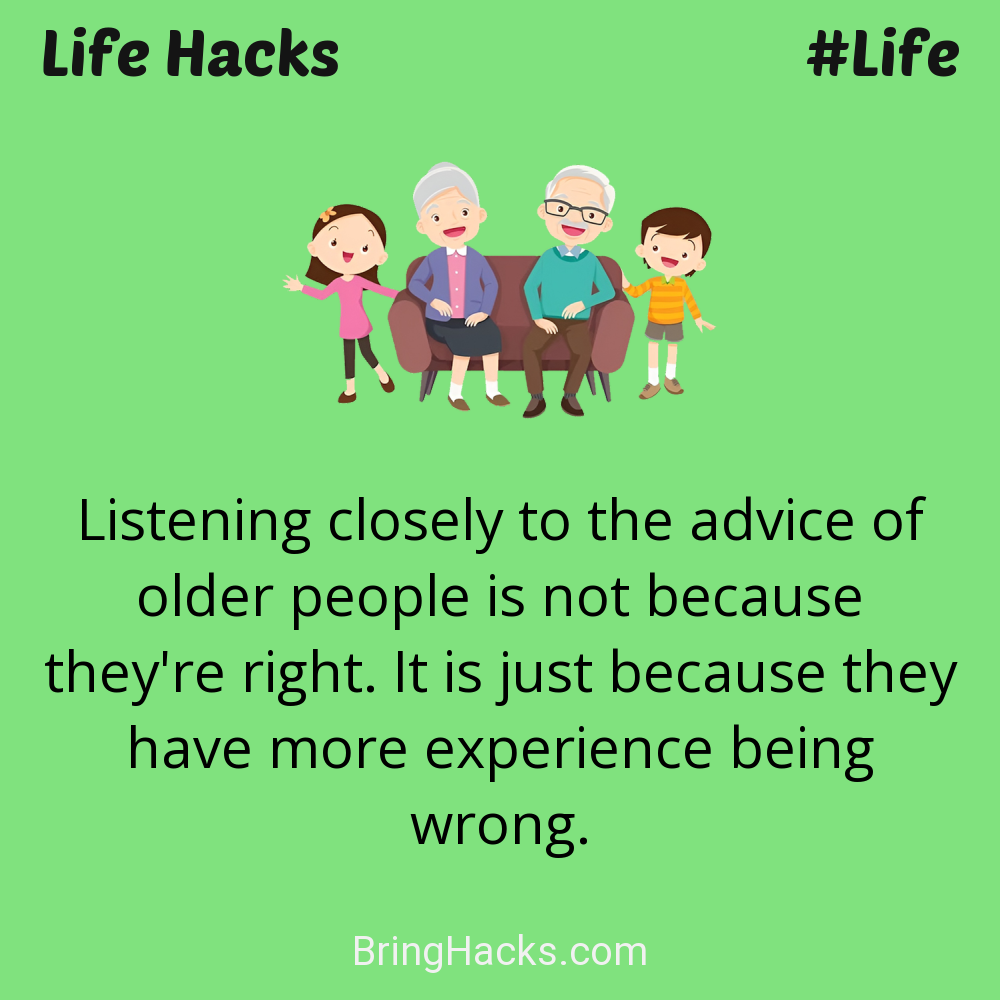 Life Hacks
#Life
Listening closely to the advice of
older people is not because
they're right. It is just because they
have more experience being
wrong.
BringHacks.com